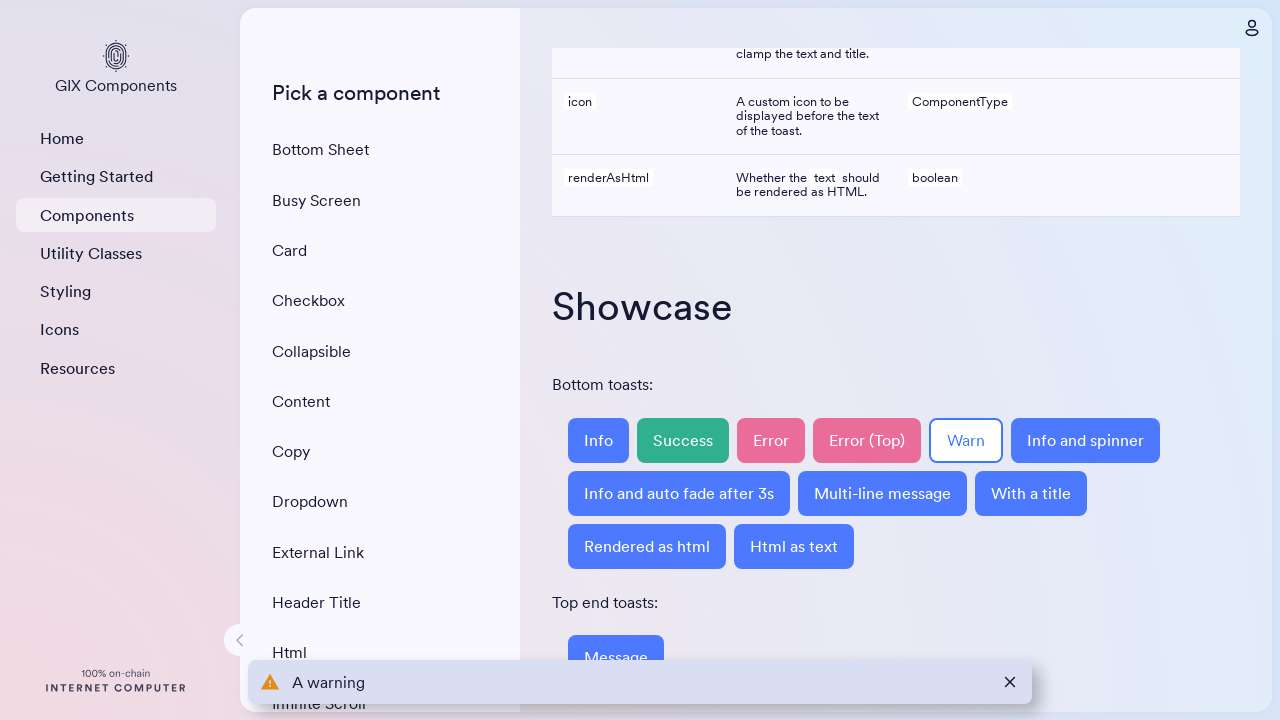 GIX Components
Home
Getting Started
Components
Utility Classes
Styling
Icons
Resources
100% on-chain
INTERNET COMPUTER
Pick a component
Bottom Sheet
Busy Screen
Card
Checkbox
Collapsible
Content
Copy
Dropdown
External Link
Header Title
Html
Infinite Scroll
clamp the text and title.
icon
A custom icon to be
displayed before the text
of the toast.
ComponentType
renderAsHtml
Whether the text should
be rendered as HTML.
boolean
Showcase
Bottom toasts:
Info
Success
Error
Error (Top)
Warn
Info and spinner
Info and auto fade after 3s
Multi-line message
With a title
Rendered as html
Html as text
Top end toasts:
Message
A warning